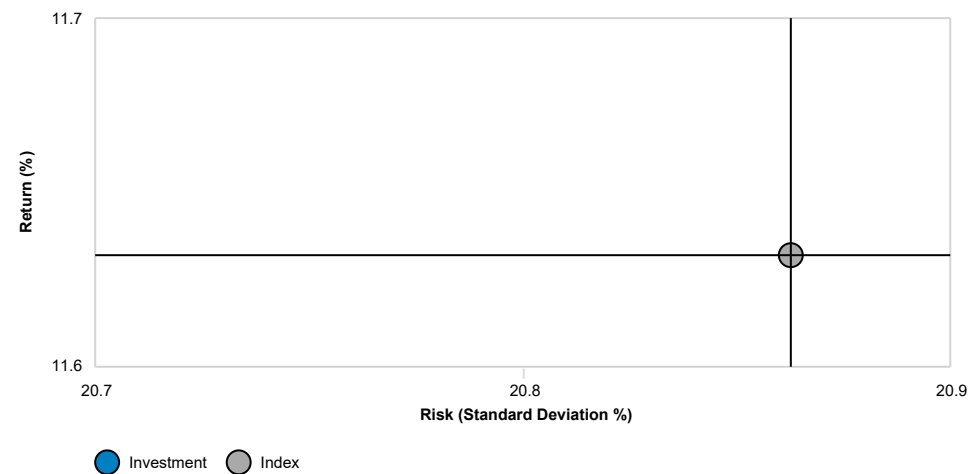 11.7
Return (%)
11.6
20.7
20.8
20.9
Risk (Standard Deviation %)
Investment
Index